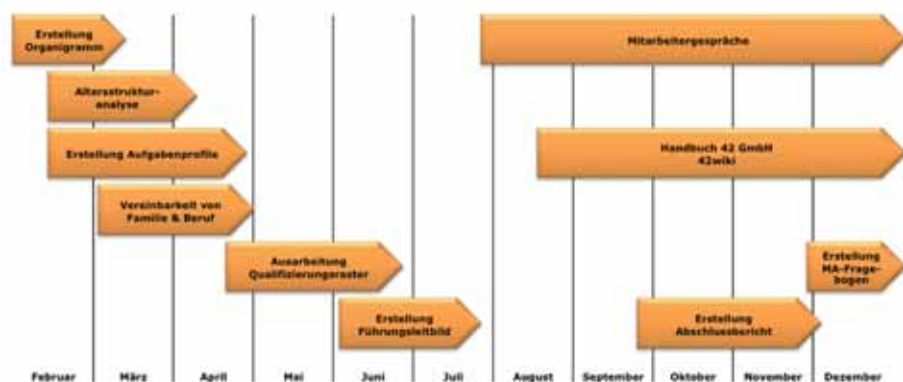 Erstellung
Organigramm
Mitarbeitergespräche
Altersstruktur-
analyse
Erstellung Aufgabenprofile
Handbuch 42 GmbH
42wiki
Vereinbarkeit von
Familie & Beruf
Ausarbeitung
Qualifizierungsraster
Erstellung
MA-Frage-
bogen
Erstellung
Führungsleitbild
Erstellung
Abschlussbericht
Februar März April Mai Juni Juli August September Oktober November Dezember